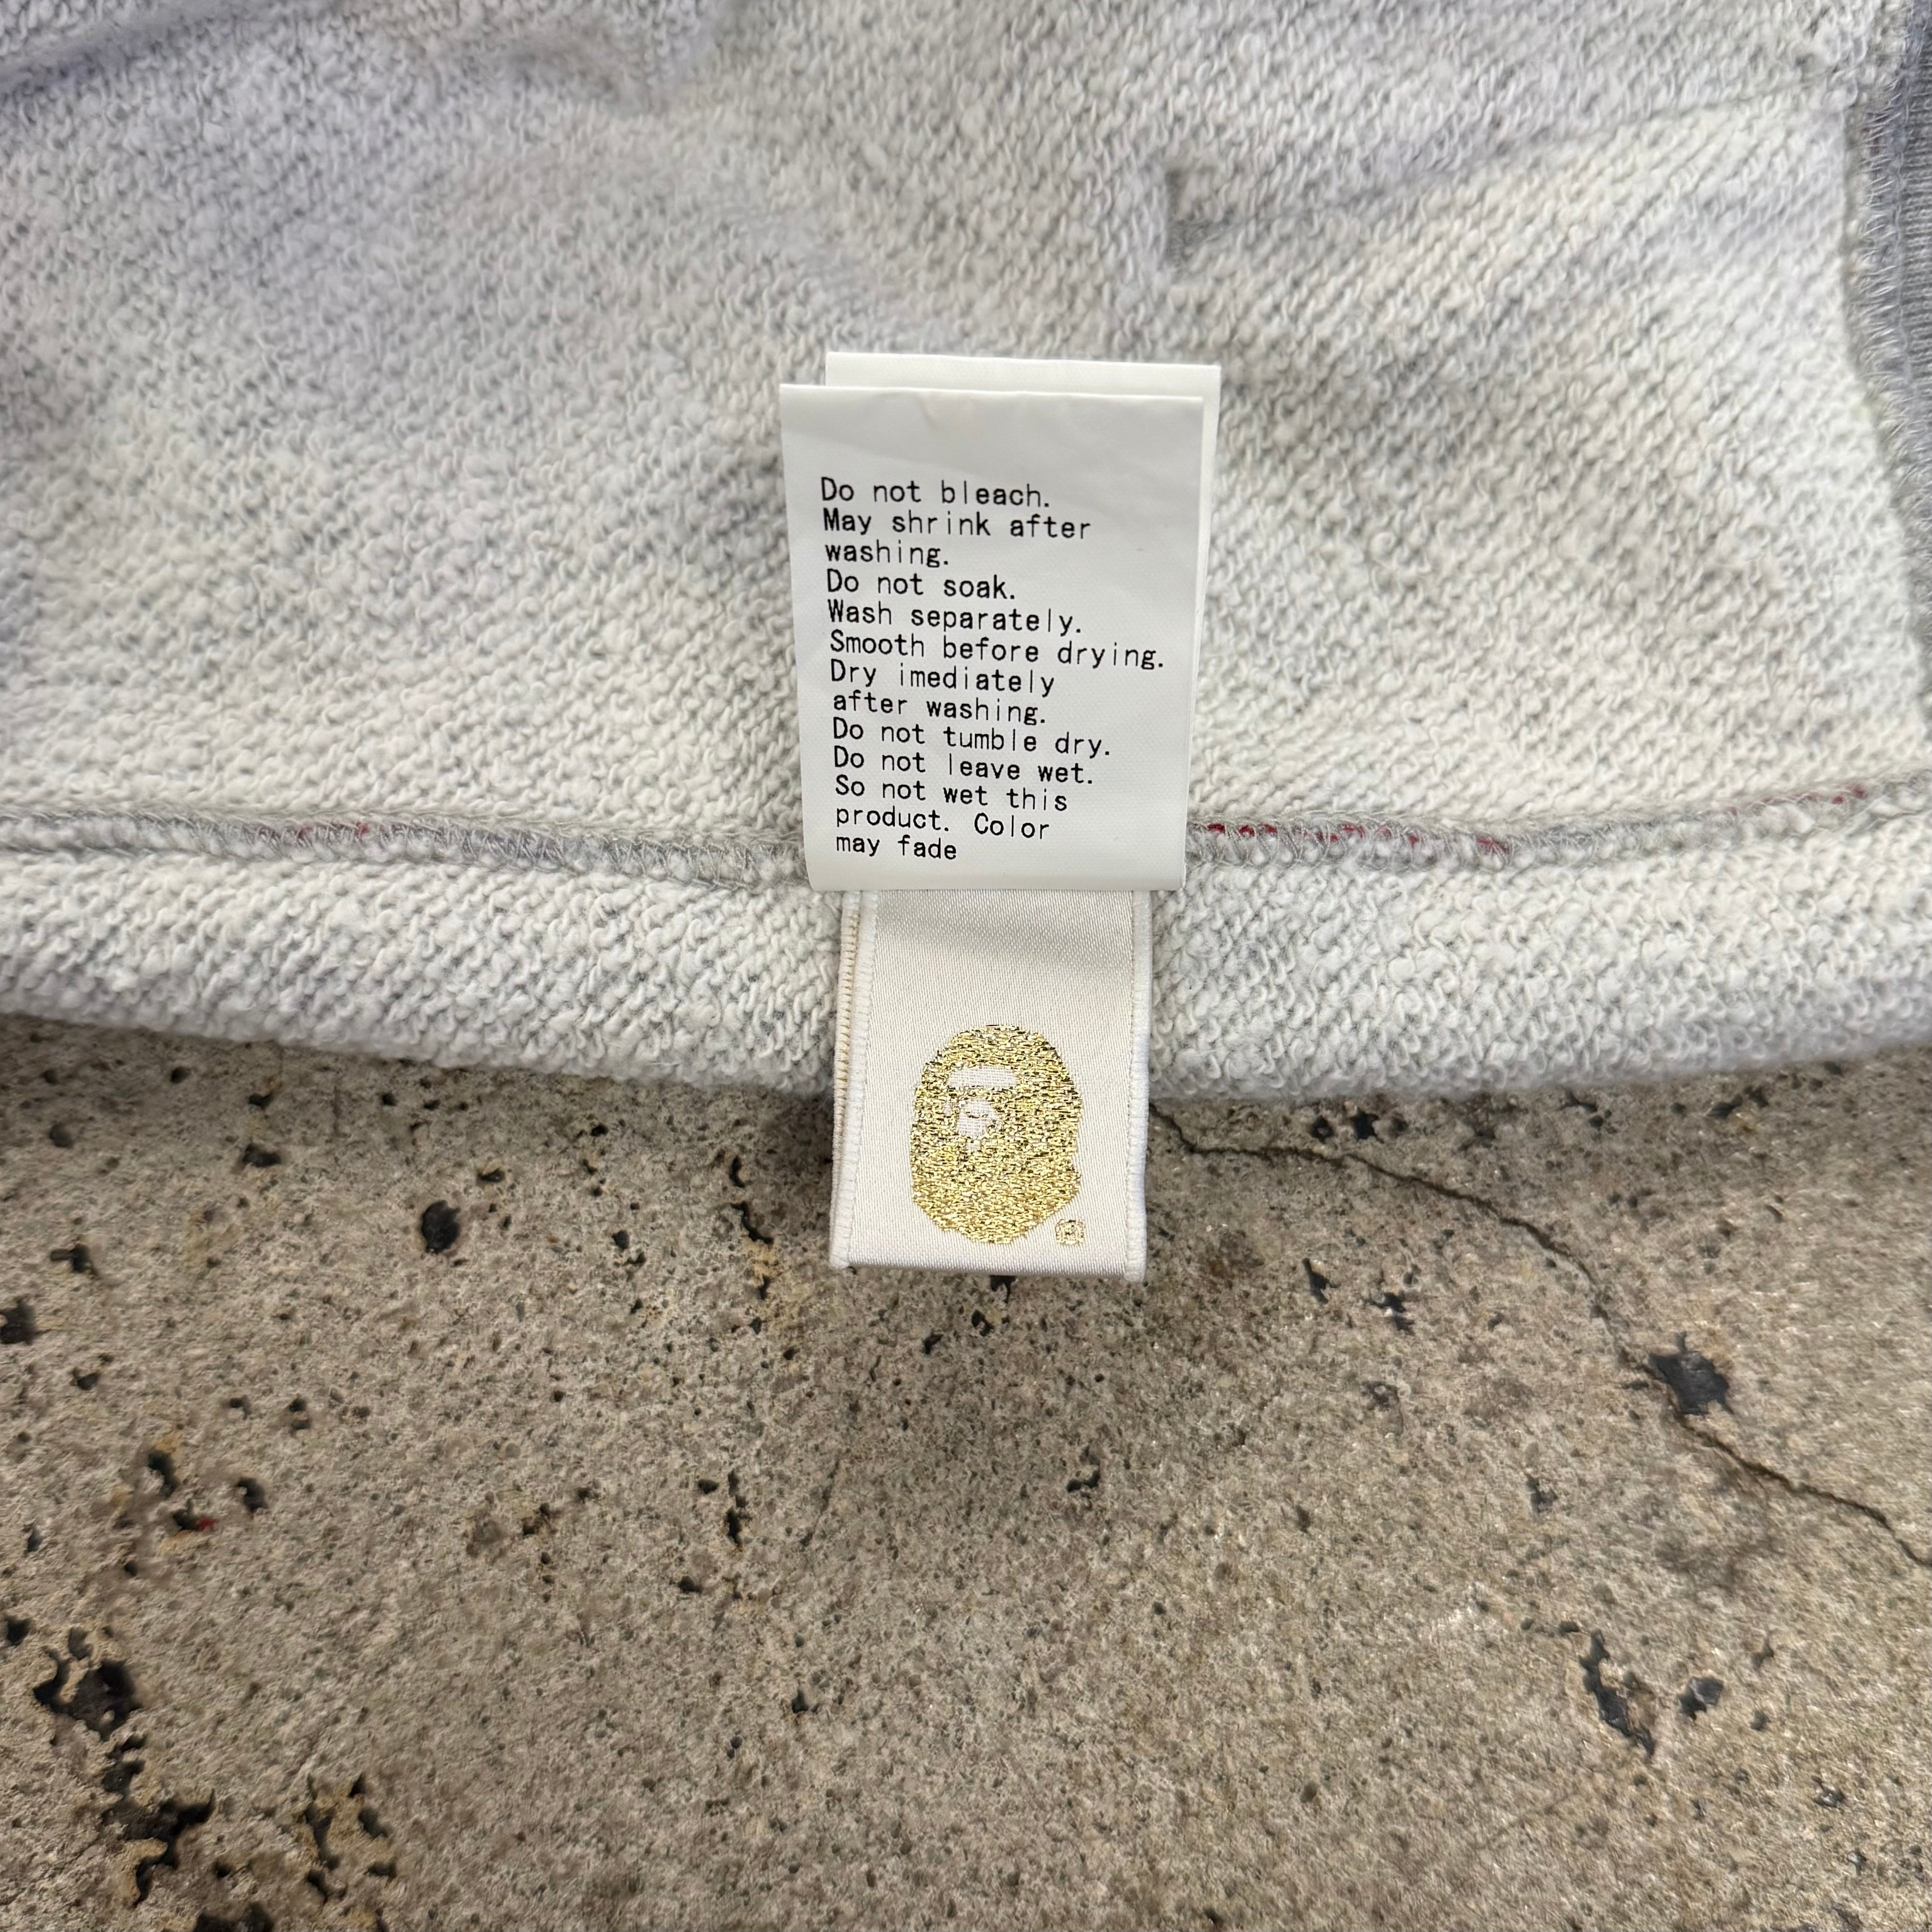 Do not bleach.
May shrink after
washing.
Do not soak.
Wash separately.
Smooth before drying.
Dry imediately
after washing.
Do not tumble dry.
Do not leave wet.
So not wet this
product. Color
may fade
®